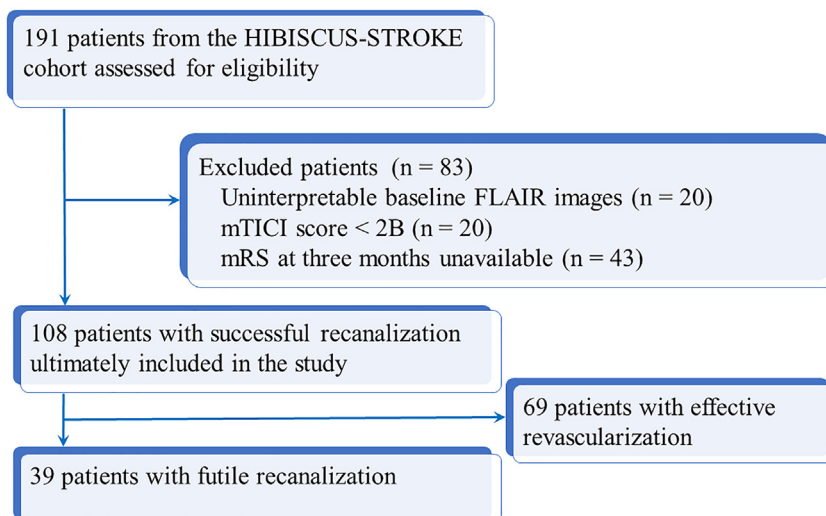 191 patients from the HIBISCUS-STROKE
cohort assessed for eligibility
Excluded patients (n = 83)
Uninterpretable baseline FLAIR images (n = 20)
mTICI score < 2B (n = 20)
mRS at three months unavailable (n = 43)
108 patients with successful recanalization
ultimately included in the study
69 patients with effective
revascularization
39 patients with futile recanalization